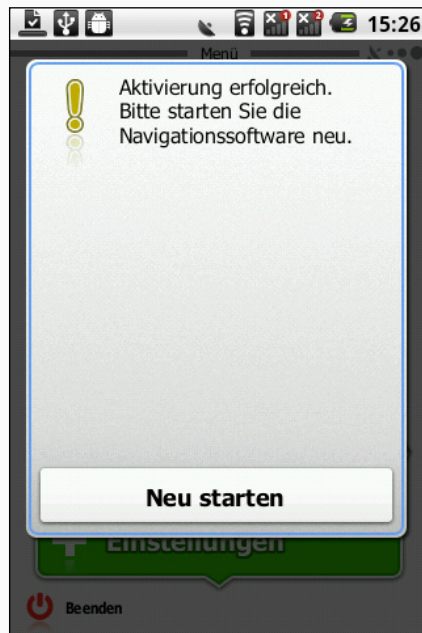 15:26
Menü
Aktivierung erfolgreich.
Bitte starten Sie die
Navigationssoftware neu.
Neu starten
Einstellungen
Beenden